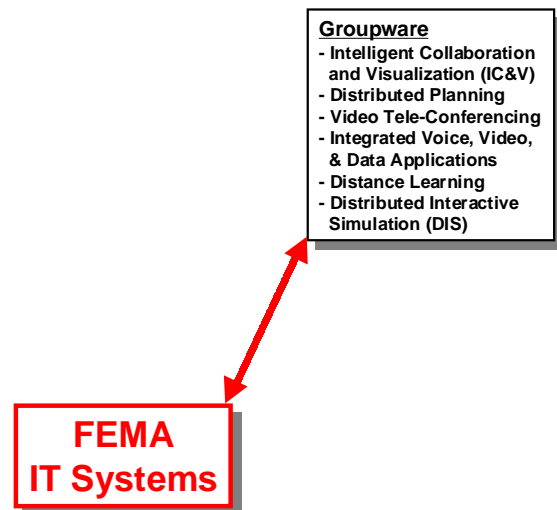 Groupware
- Intelligent Collaboration
and Visualization (IC&V)
- Distributed Planning
- Video Tele-Conferencing
- Integrated Voice, Video,
& Data Applications
- Distance Learning
- Distributed Interactive
Simulation (DIS)
FEMA
IT Systems